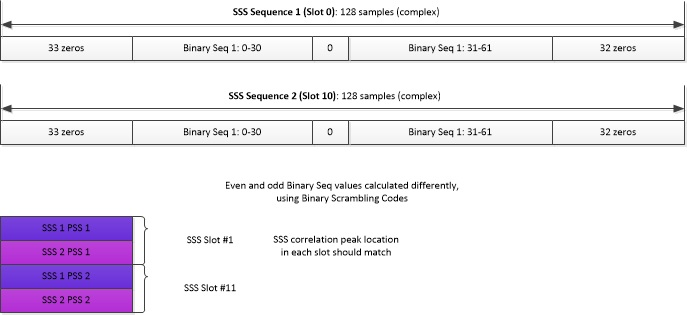 SSS Sequence 1 (Slot 0): 128 samples (complex)
33 zeros Binary Seq 1: 0-30 0 Binary Seq 1: 31-61 32 zeros
SSS Sequence 2 (Slot 10): 128 samples (complex)
33 zeros Binary Seq 1: 0-30 0 Binary Seq 1: 31-61 32 zeros
Even and odd Binary Seq values calculated differently,
using Binary Scrambling Codes
SSS 1 PSS 1
SSS 2 PSS 1
SSS Slot #1
SSS correlation peak location
in each slot should match
SSS 1 PSS 2
SSS 2 PSS 2
SSS Slot #11